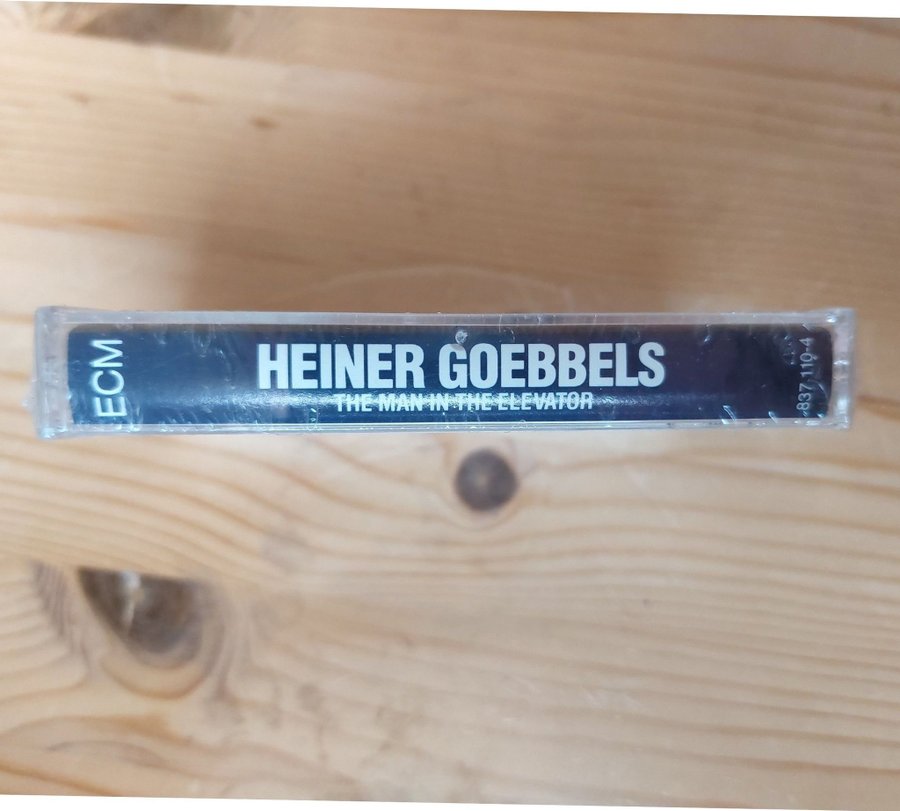 ECM
HEINER GOEBBELS
THE MAN IN THE ELEVATOR
837 110-4